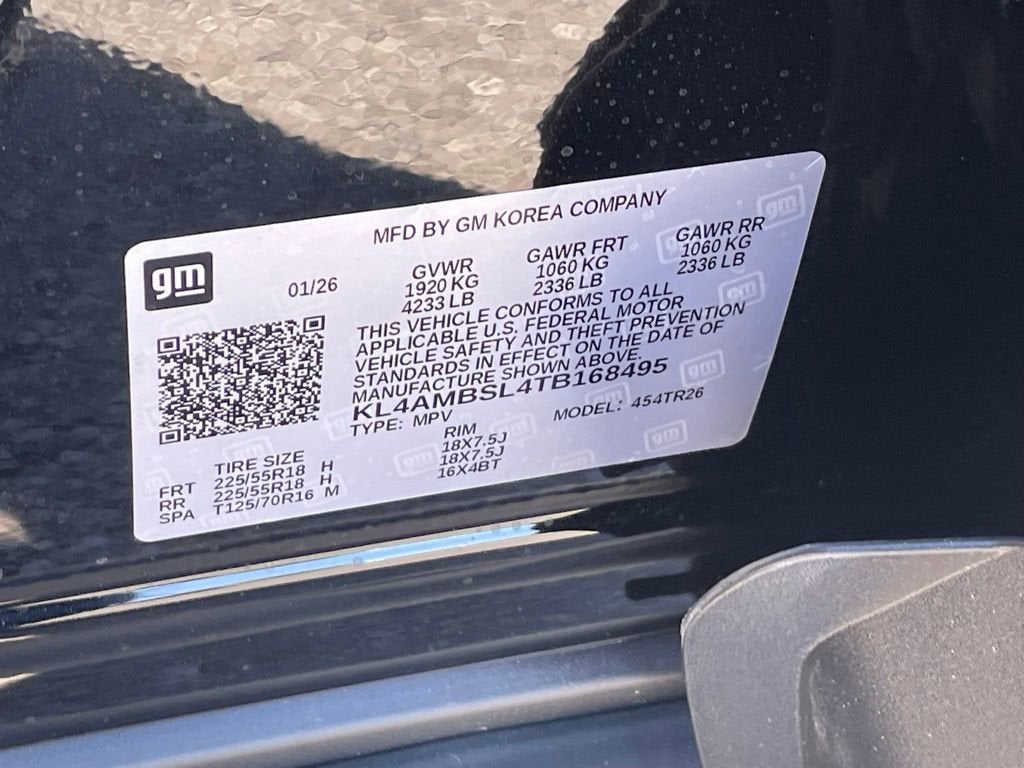 MFD BY GM KOREA COMPANY
gm
01/26
GVWR
1920 KG
4233 LB
GAWR FRT
1060 KG
2336 LB
GAWR RR
1060 KG
2336 LB
THIS VEHICLE CONFORMS TO ALL
APPLICABLE U.S. FEDERAL MOTOR
VEHICLE SAFETY AND THEFT PREVENTION
STANDARDS IN EFFECT ON THE DATE OF
MANUFACTURE SHOWN ABOVE.
KL4AMBSL4TB168495
TYPE: MPV MODEL: 454TR26
TIRE SIZE RIM
FRT 225/55R18 H 18X7.5J
RR 225/55R18 H 18X7.5J
SPA T125/70R16 M 16X4BT